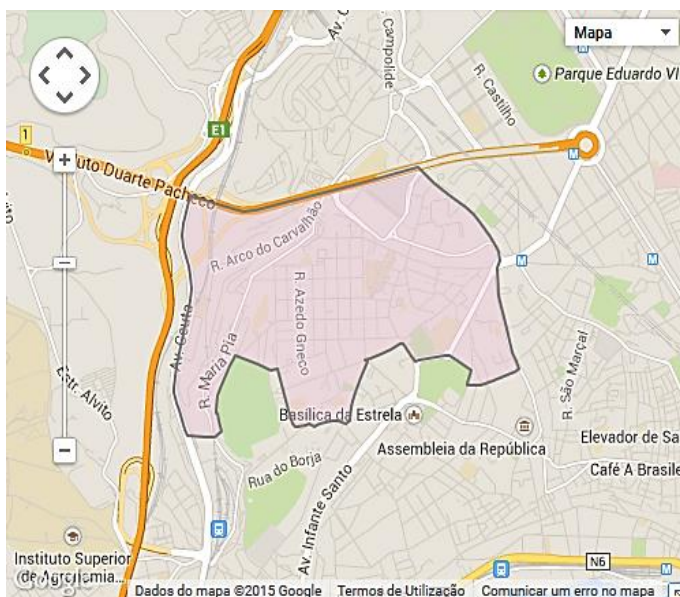 Av. C
Mapa
R. Campolide
Parque Eduardo VI
R. Castilho
E1
1
Viaduto Duarte Pacheco
M
R. Arco do Carvalhão
M
M
Av. Ceuta
R. Azedo Gneco
R. Maria Pia
Estr. Alvito
R. São Marçal
Basílica da Estrela
Assembleia da República
Elevador de Sa
Café A Brasile
Rua do Borja
Av. Infante Santo
Instituto Superior
de Agronomia...
N6
Google
Dados do mapa ©2015 Google
Termos de Utilização
Comunicar um erro no mapa